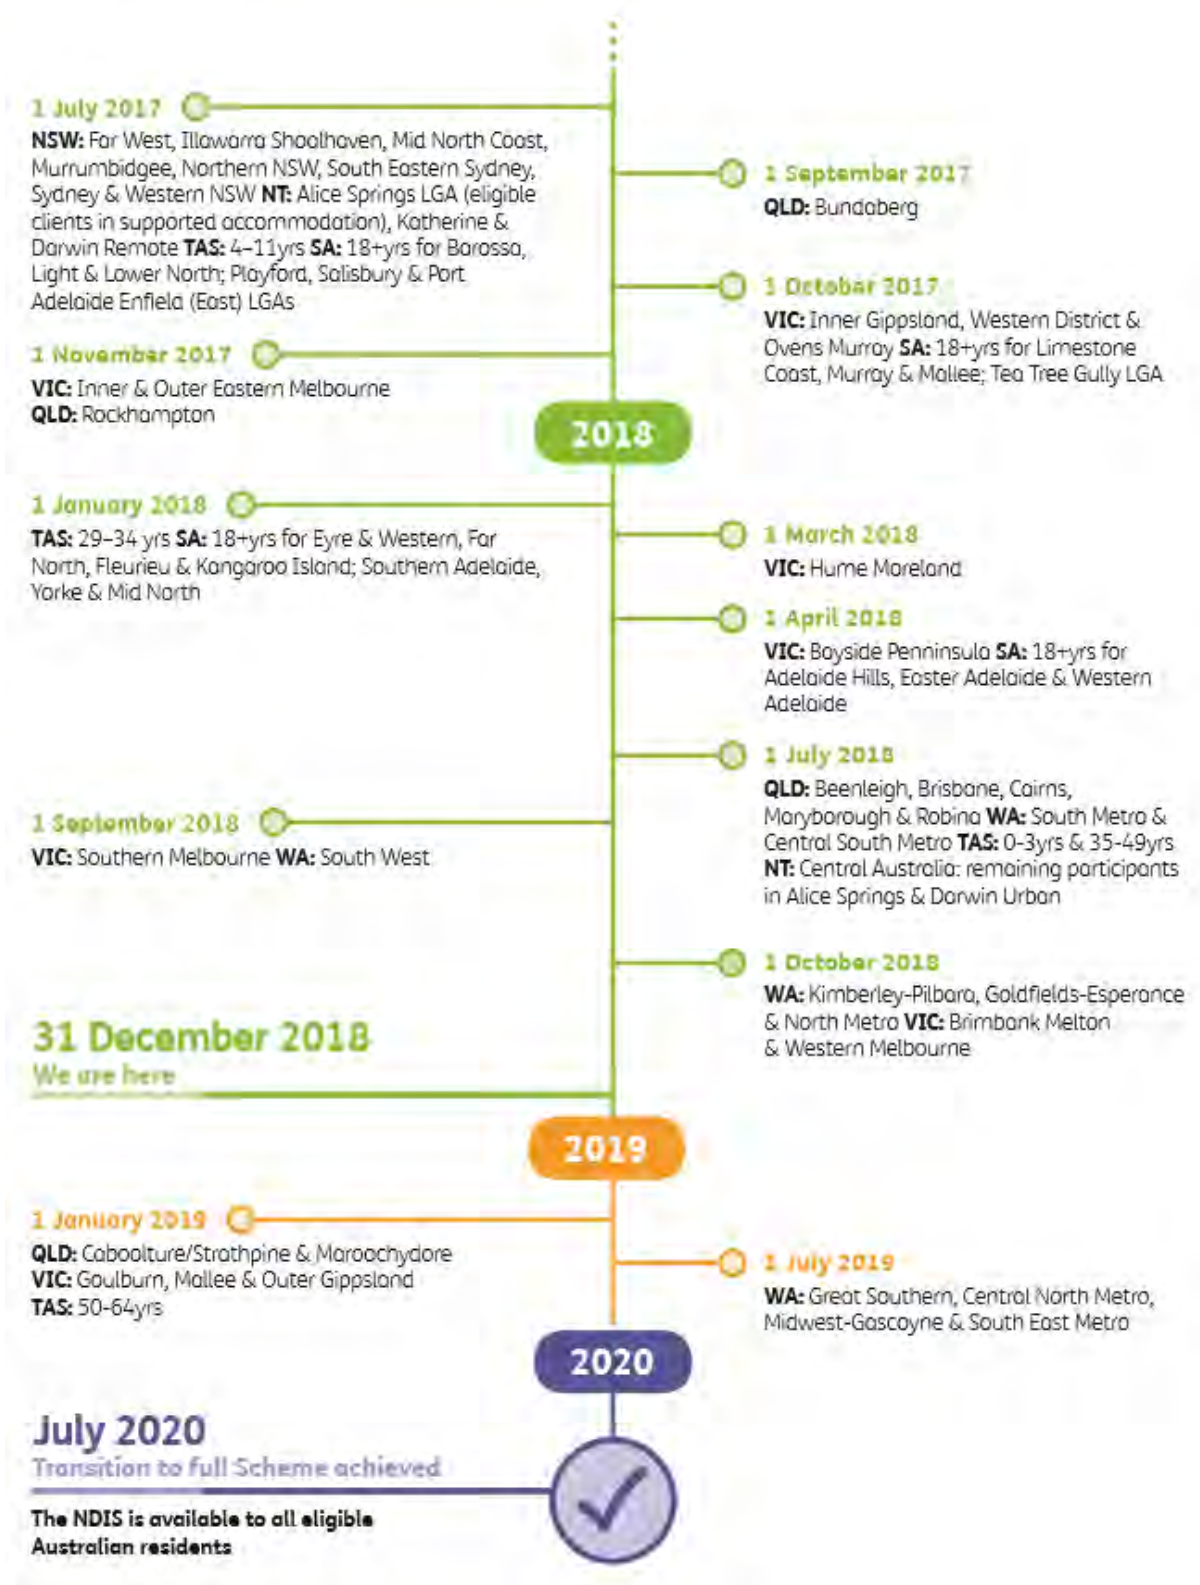 1 July 2017
NSW: Far West, Illawarra Shoalhaven, Mid North Coast,
Murrumbidgee, Northern NSW, South Eastern Sydney,
Sydney & Western NSW NT: Alice Springs LGA (eligible
clients in supported accommodation), Katherine &
Darwin Remote TAS: 4–11yrs SA: 18+yrs for Barossa,
Light & Lower North; Playford, Salisbury & Port
Adelaide Enfield (East) LGAs
1 September 2017
QLD: Bundaberg
1 October 2017
VIC: Inner Gippsland, Western District &
Ovens Murray SA: 18+yrs for Limestone
Coast, Murray & Mallee; Tea Tree Gully LGA
1 November 2017
VIC: Inner & Outer Eastern Melbourne
QLD: Rockhampton
2018
1 January 2018
TAS: 29–34 yrs SA: 18+yrs for Eyre & Western, Far
North, Fleurieu & Kangaroo Island; Southern Adelaide,
Yorke & Mid North
1 March 2018
VIC: Hume Moreland
1 April 2018
VIC: Bayside Penninsula SA: 18+yrs for
Adelaide Hills, Easter Adelaide & Western
Adelaide
1 July 2018
QLD: Beenleigh, Brisbane, Cairns,
Maryborough & Robina WA: South Metro &
Central South Metro TAS: 0-3yrs & 35-49yrs
NT: Central Australia: remaining participants
in Alice Springs & Darwin Urban
1 September 2018
VIC: Southern Melbourne WA: South West
1 October 2018
WA: Kimberley-Pilbara, Goldfields-Esperance
& North Metro VIC: Brimbank Melton
& Western Melbourne
31 December 2018
We are here
2019
1 January 2019
QLD: Caboolture/Strathpine & Maroochydore
VIC: Goulburn, Mallee & Outer Gippsland
TAS: 50-64yrs
1 July 2019
WA: Great Southern, Central North Metro,
Midwest-Gascoyne & South East Metro
2020
July 2020
Transition to full Scheme achieved
The NDIS is available to all eligible
Australian residents